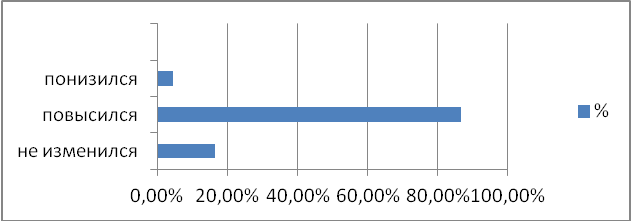 понизился
повысился
не изменился
%
0,00% 20,00% 40,00% 60,00% 80,00% 100,00%